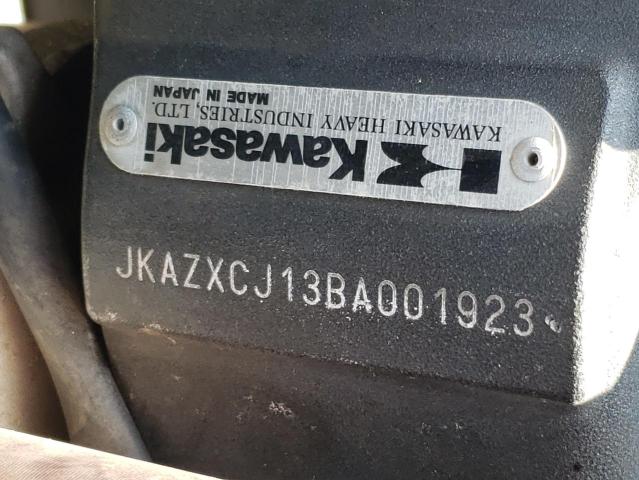 Kawasaki
KAWASAKI HEAVY INDUSTRIES, LTD.
MADE IN JAPAN
JKAZXCJ13BA001923